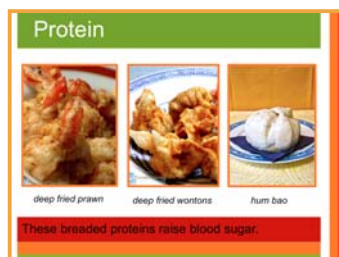 Protein
deep fried prawn
deep fried wontons
hum bao
These breaded proteins raise blood sugar.